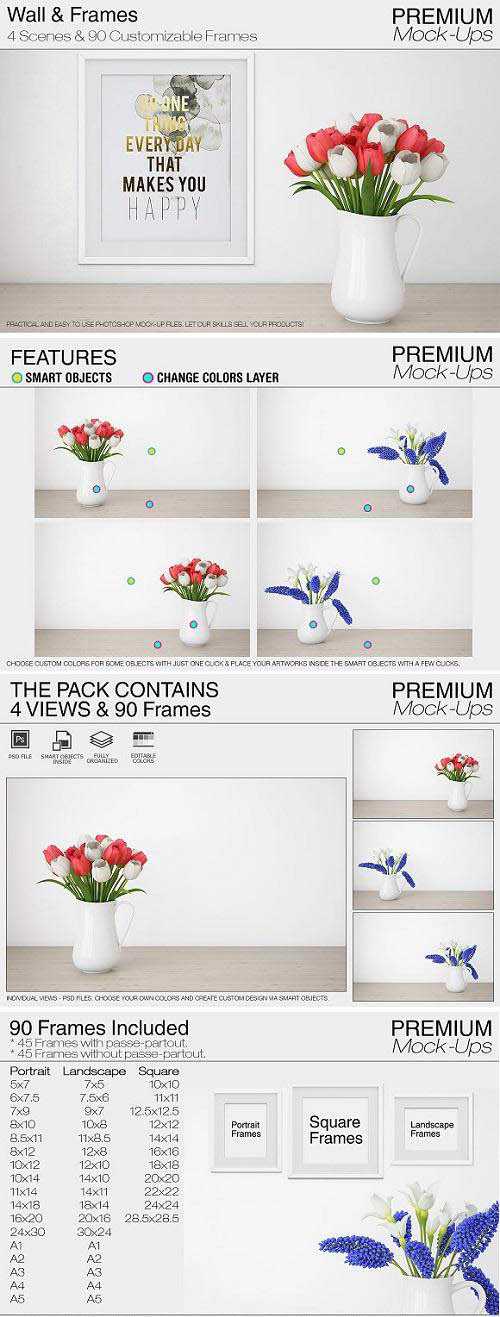 Wall & Frames
4 Scenes & 90 Customizable Frames
PREMIUM
Mock-Ups
DO ONE
THING
EVERY DAY
THAT
MAKES YOU
HAPPY
PRACTICAL AND EASY TO USE PHOTOSHOP MOCK-UP FILES. LET OUR SKILLS SELL YOUR PRODUCTS!
FEATURES
SMART OBJECTS
CHANGE COLORS LAYER
PREMIUM
Mock-Ups
CHOOSE CUSTOM COLORS FOR SOME OBJECTS WITH JUST ONE CLICK & PLACE YOUR ARTWORKS INSIDE THE SMART OBJECTS WITH A FEW CLICKS.
THE PACK CONTAINS
4 VIEWS & 90 Frames
PREMIUM
Mock-Ups
Ps
PSD FILE
SMART OBJECTS
INSIDE
FULLY
ORGANIZED
EDITABLE
COLORS
INDIVIDUAL VIEWS - PSD FILES: CHOOSE YOUR OWN COLORS AND CREATE CUSTOM DESIGN VIA SMART OBJECTS
90 Frames Included
* 45 Frames with passe-partout.
* 45 Frames without passe-partout.
PREMIUM
Mock-Ups
Portrait Landscape Square
5x7 7x5 10x10
6x7.5 7.5x6 11x11
7x9 9x7 12.5x12.5
8x10 10x8 12x12
8.5x11 11x8.5 14x14
8x12 12x8 16x16
10x12 12x10 18x18
10x14 14x10 20x20
11x14 14x11 22x22
14x18 18x14 24x24
16x20 20x16 28.5x28.5
24x30 30x24
A1 A1
A2 A2
A3 A3
A4 A4
A5 A5
Portrait
Frames
Square
Frames
Landscape
Frames